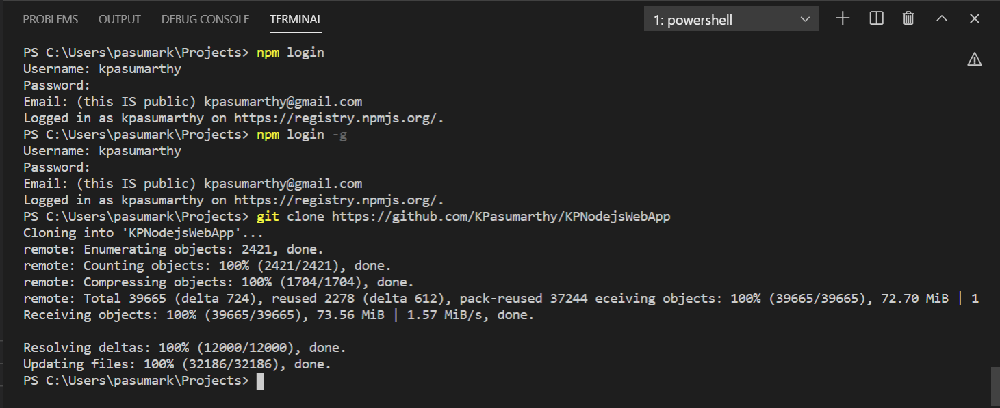 PROBLEMS OUTPUT DEBUG CONSOLE TERMINAL 1: powershell
PS C:\Users\pasumark\Projects> npm login
Username: kpasumarthy
Password:
Email: (this IS public) kpasumarthy@gmail.com
Logged in as kpasumarthy on https://registry.npmjs.org/.
PS C:\Users\pasumark\Projects> npm login -g
Username: kpasumarthy
Password:
Email: (this IS public) kpasumarthy@gmail.com
Logged in as kpasumarthy on https://registry.npmjs.org/.
PS C:\Users\pasumark\Projects> git clone https://github.com/KPasumarthy/KPNodejsWebApp
Cloning into 'KPNodejsWebApp'...
remote: Enumerating objects: 2421, done.
remote: Counting objects: 100% (2421/2421), done.
remote: Compressing objects: 100% (1704/1704), done.
remote: Total 39665 (delta 724), reused 2278 (delta 612), pack-reused 37244 eceiving objects: 100% (39665/39665), 72.70 MiB | 1
Receiving objects: 100% (39665/39665), 73.56 MiB | 1.57 MiB/s, done.
Resolving deltas: 100% (12000/12000), done.
Updating files: 100% (32186/32186), done.
PS C:\Users\pasumark\Projects>